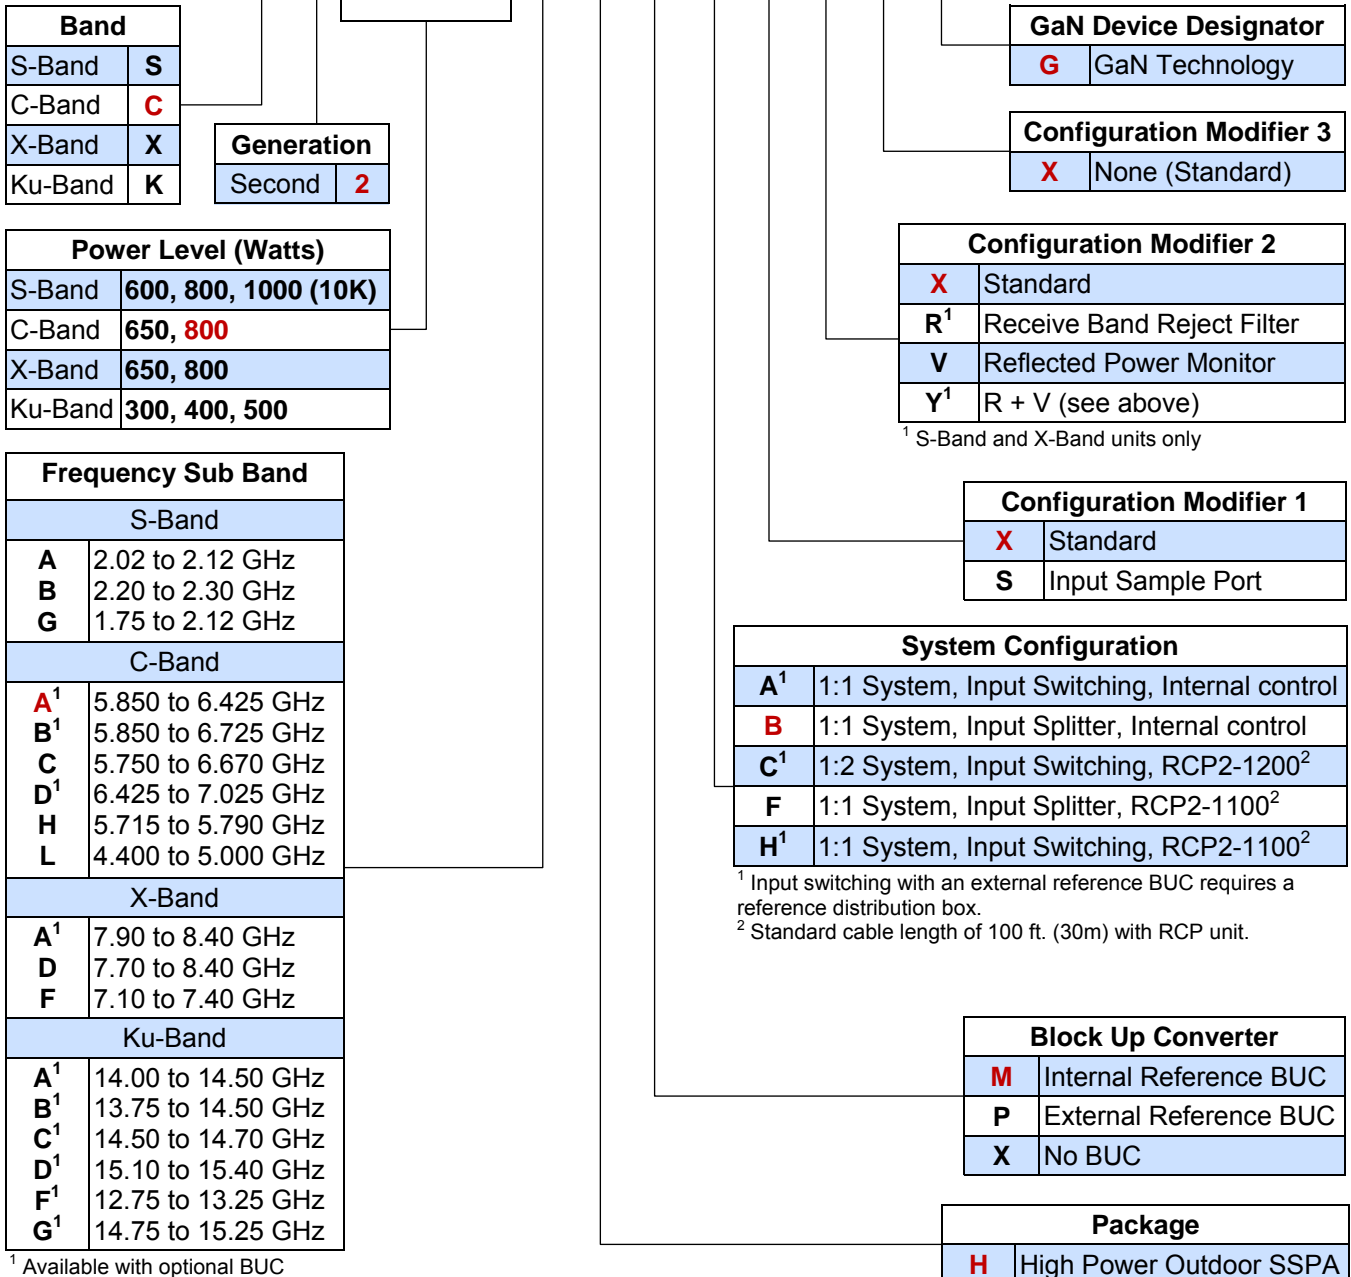 Band
S-Band S
C-Band C
X-Band X
Ku-Band K
Generation
Second 2
Power Level (Watts)
S-Band 600, 800, 1000 (10K)
C-Band 650, 800
X-Band 650, 800
Ku-Band 300, 400, 500
Frequency Sub Band
S-Band
A 2.02 to 2.12 GHz
B 2.20 to 2.30 GHz
G 1.75 to 2.12 GHz
C-Band
A¹ 5.850 to 6.425 GHz
B¹ 5.850 to 6.725 GHz
C 5.750 to 6.670 GHz
D¹ 6.425 to 7.025 GHz
H 5.715 to 5.790 GHz
L 4.400 to 5.000 GHz
X-Band
A¹ 7.90 to 8.40 GHz
D 7.70 to 8.40 GHz
F 7.10 to 7.40 GHz
Ku-Band
A¹ 14.00 to 14.50 GHz
B¹ 13.75 to 14.50 GHz
C¹ 14.50 to 14.70 GHz
D¹ 15.10 to 15.40 GHz
F¹ 12.75 to 13.25 GHz
G¹ 14.75 to 15.25 GHz
¹ Available with optional BUC
GaN Device Designator
G GaN Technology
Configuration Modifier 3
X None (Standard)
Configuration Modifier 2
X Standard
R¹ Receive Band Reject Filter
V Reflected Power Monitor
Y¹ R + V (see above)
¹ S-Band and X-Band units only
Configuration Modifier 1
X Standard
S Input Sample Port
System Configuration
A¹ 1:1 System, Input Switching, Internal control
B 1:1 System, Input Splitter, Internal control
C¹ 1:2 System, Input Switching, RCP2-1200²
F 1:1 System, Input Splitter, RCP2-1100²
H¹ 1:1 System, Input Switching, RCP2-1100²
¹ Input switching with an external reference BUC requires a
reference distribution box.
² Standard cable length of 100 ft. (30m) with RCP unit.
Block Up Converter
M Internal Reference BUC
P External Reference BUC
X No BUC
Package
H High Power Outdoor SSPA